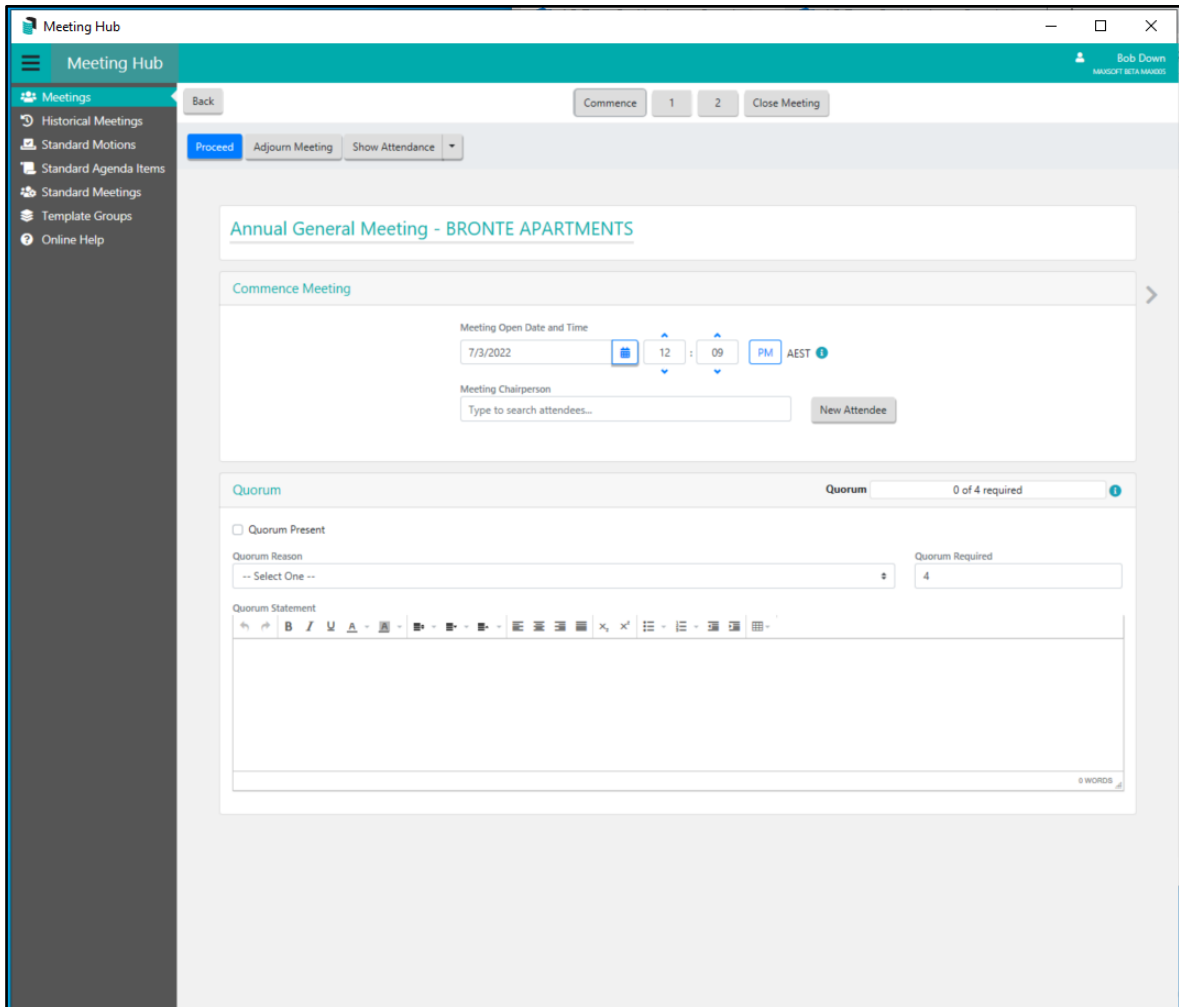 Meeting Hub
Meeting Hub
Bob Down
MAXSOFT BETA MAXI005
Meetings
Historical Meetings
Standard Motions
Standard Agenda Items
Standard Meetings
Template Groups
Online Help
Back
Commence 1 2 Close Meeting
Proceed Adjourn Meeting Show Attendance
Annual General Meeting - BRONTE APARTMENTS
Commence Meeting
Meeting Open Date and Time
7/3/2022 12 : 09 PM AEST
Meeting Chairperson
Type to search attendees... New Attendee
Quorum Quorum 0 of 4 required
Quorum Present
Quorum Reason Quorum Required
-- Select One -- 4
Quorum Statement
B I U A A x, x'
0 WORDS